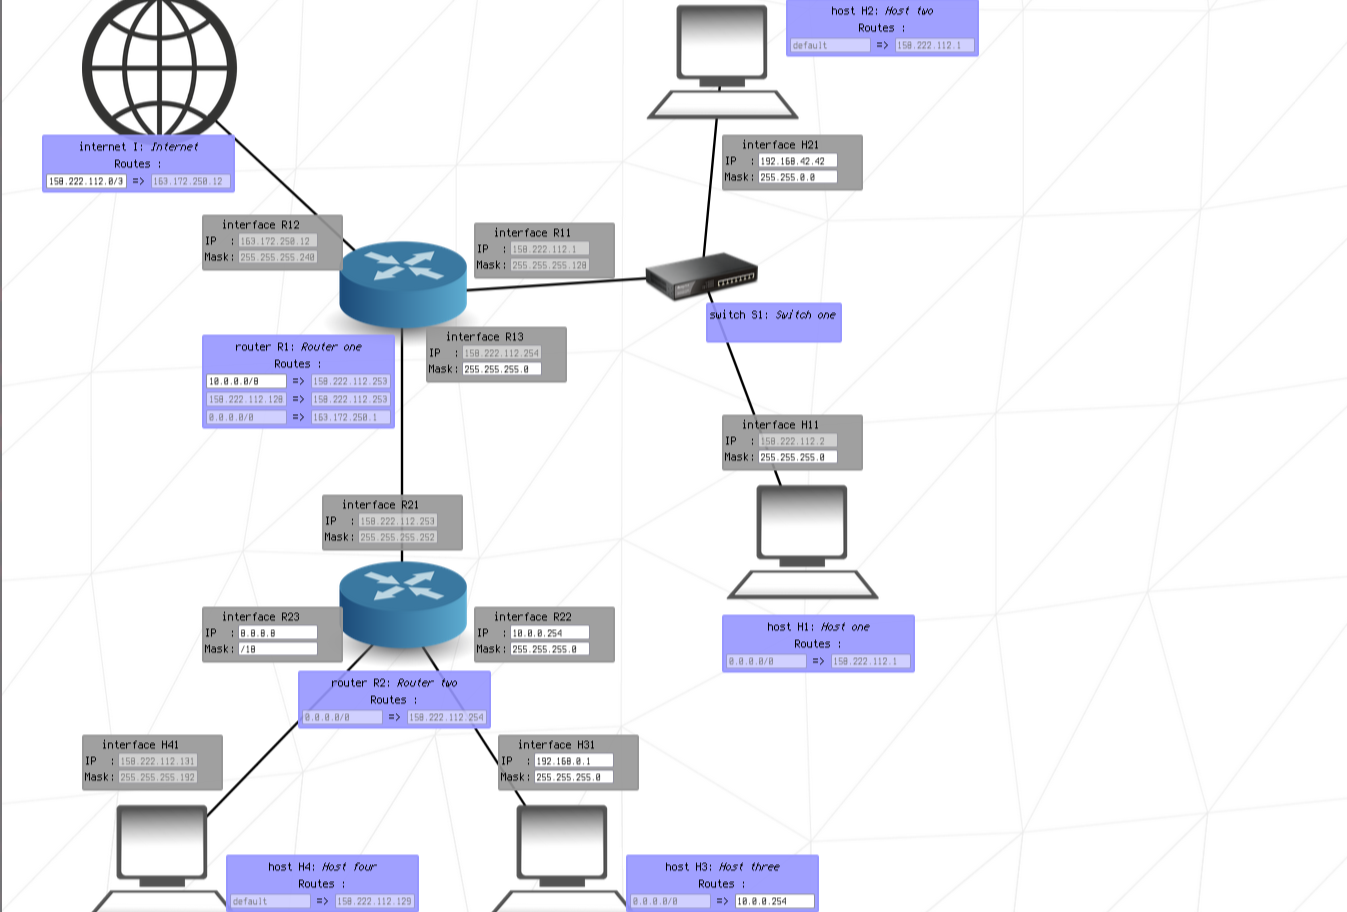 host H2: Host two
Routes :
default => 158.222.112.1
internet I: Internet
Routes :
158.222.112.0/3 => 163.172.250.12
interface H21
IP : 192.168.42.42
Mask: 255.255.0.0
interface R12
IP : 163.172.250.12
Mask: 255.255.255.240
interface R11
IP : 158.222.112.1
Mask: 255.255.255.128
switch S1: Switch one
router R1: Router one
Routes :
10.0.0.0/8 => 158.222.112.253
158.222.112.128 => 158.222.112.253
0.0.0.0/0 => 163.172.250.1
interface R13
IP : 158.222.112.254
Mask: 255.255.255.0
interface H11
IP : 158.222.112.2
Mask: 255.255.255.0
interface R21
IP : 158.222.112.253
Mask: 255.255.255.252
interface R23
IP : 8.8.8.8
Mask: /18
interface R22
IP : 10.0.0.254
Mask: 255.255.255.0
host H1: Host one
Routes :
0.0.0.0/0 => 158.222.112.1
router R2: Router two
Routes :
0.0.0.0/0 => 158.222.112.254
interface H41
IP : 158.222.112.131
Mask: 255.255.255.192
interface H31
IP : 192.168.0.1
Mask: 255.255.255.0
host H4: Host four
Routes :
default => 158.222.112.129
host H3: Host three
Routes :
0.0.0.0/0 => 10.0.0.254